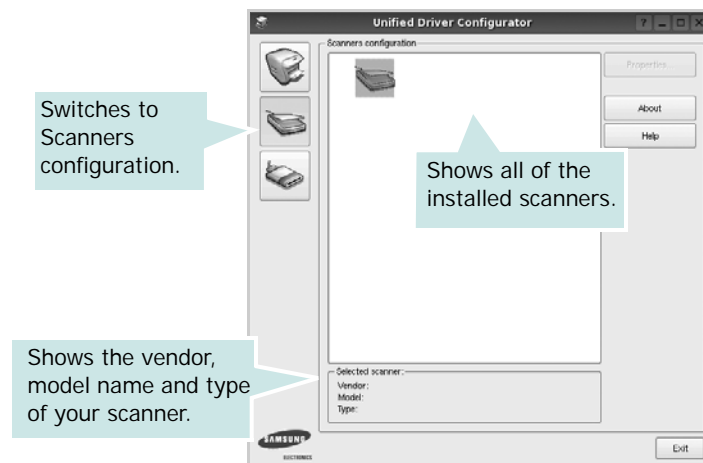 Unified Driver Configurator
Scanners configuration
Properties...
About
Help
Switches to
Scanners
configuration.
Shows all of the
installed scanners.
Shows the vendor,
model name and type
of your scanner.
Selected scanner:
Vendor:
Model:
Type:
SAMSUNG
ELECTRONICS
Exit